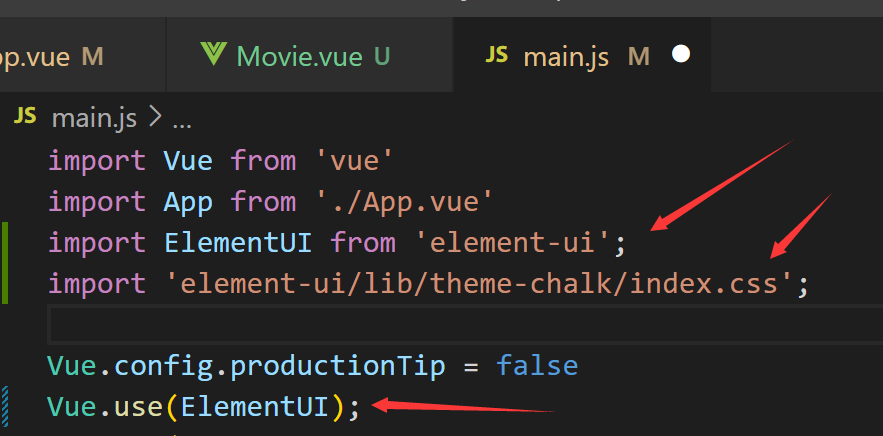 pp.vue M
Movie.vue U
JS main.js M
JS main.js > ...
import Vue from 'vue'
import App from './App.vue'
import ElementUI from 'element-ui';
import 'element-ui/lib/theme-chalk/index.css';
Vue.config.productionTip = false
Vue.use(ElementUI);